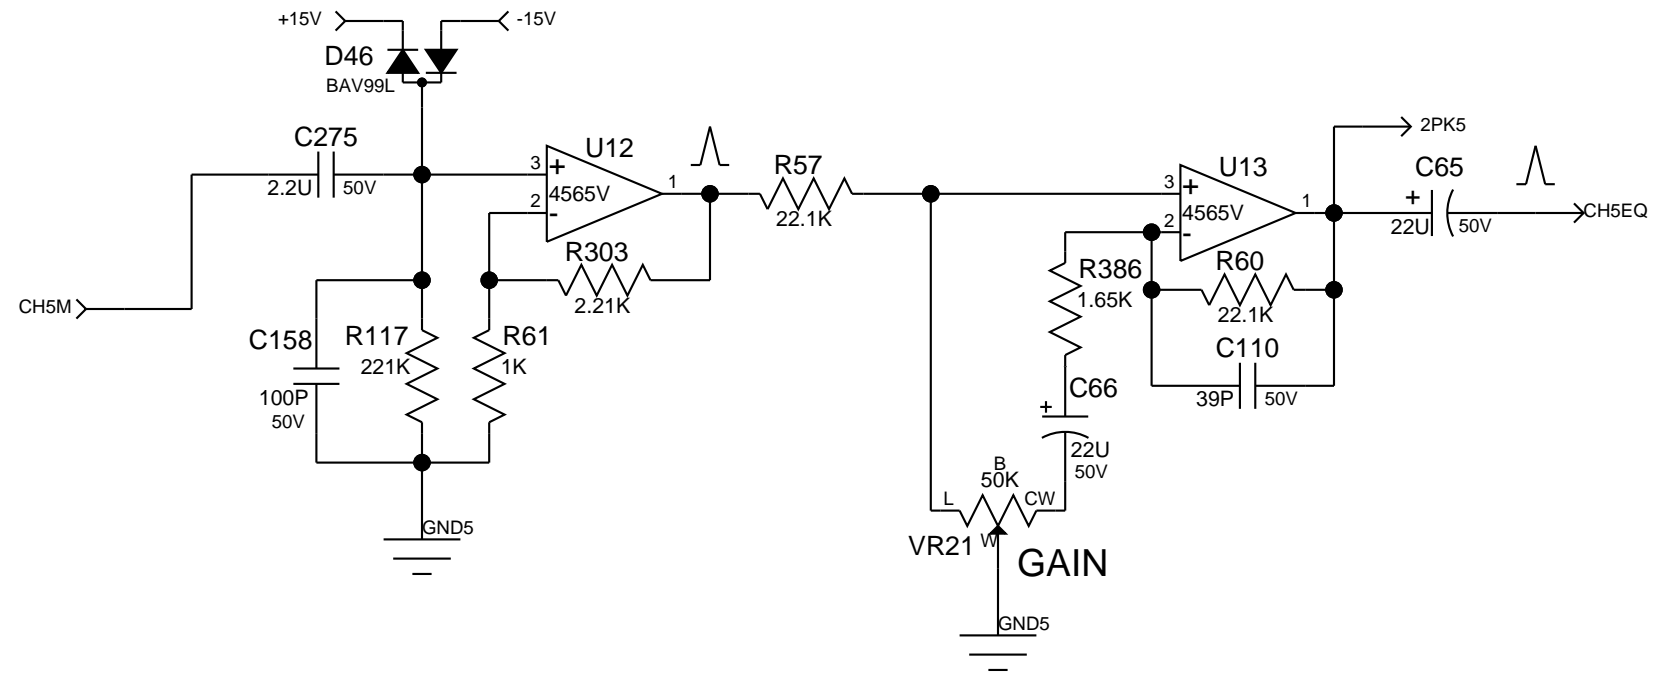 +15V
-15V
D46
BAV99L
C275
2.2U
50V
3
+
U12
4565V
2
-
1
R303
2.21K
CH5M
C158
100P
50V
R117
221K
R61
1K
GND5
R57
22.1K
3
+
U13
4565V
2
-
1
2PK5
C65
+
22U
50V
CH5EQ
R386
1.65K
R60
22.1K
C110
39P
50V
C66
+
22U
50V
B
50K
L
CW
VR21
W
GAIN
GND5